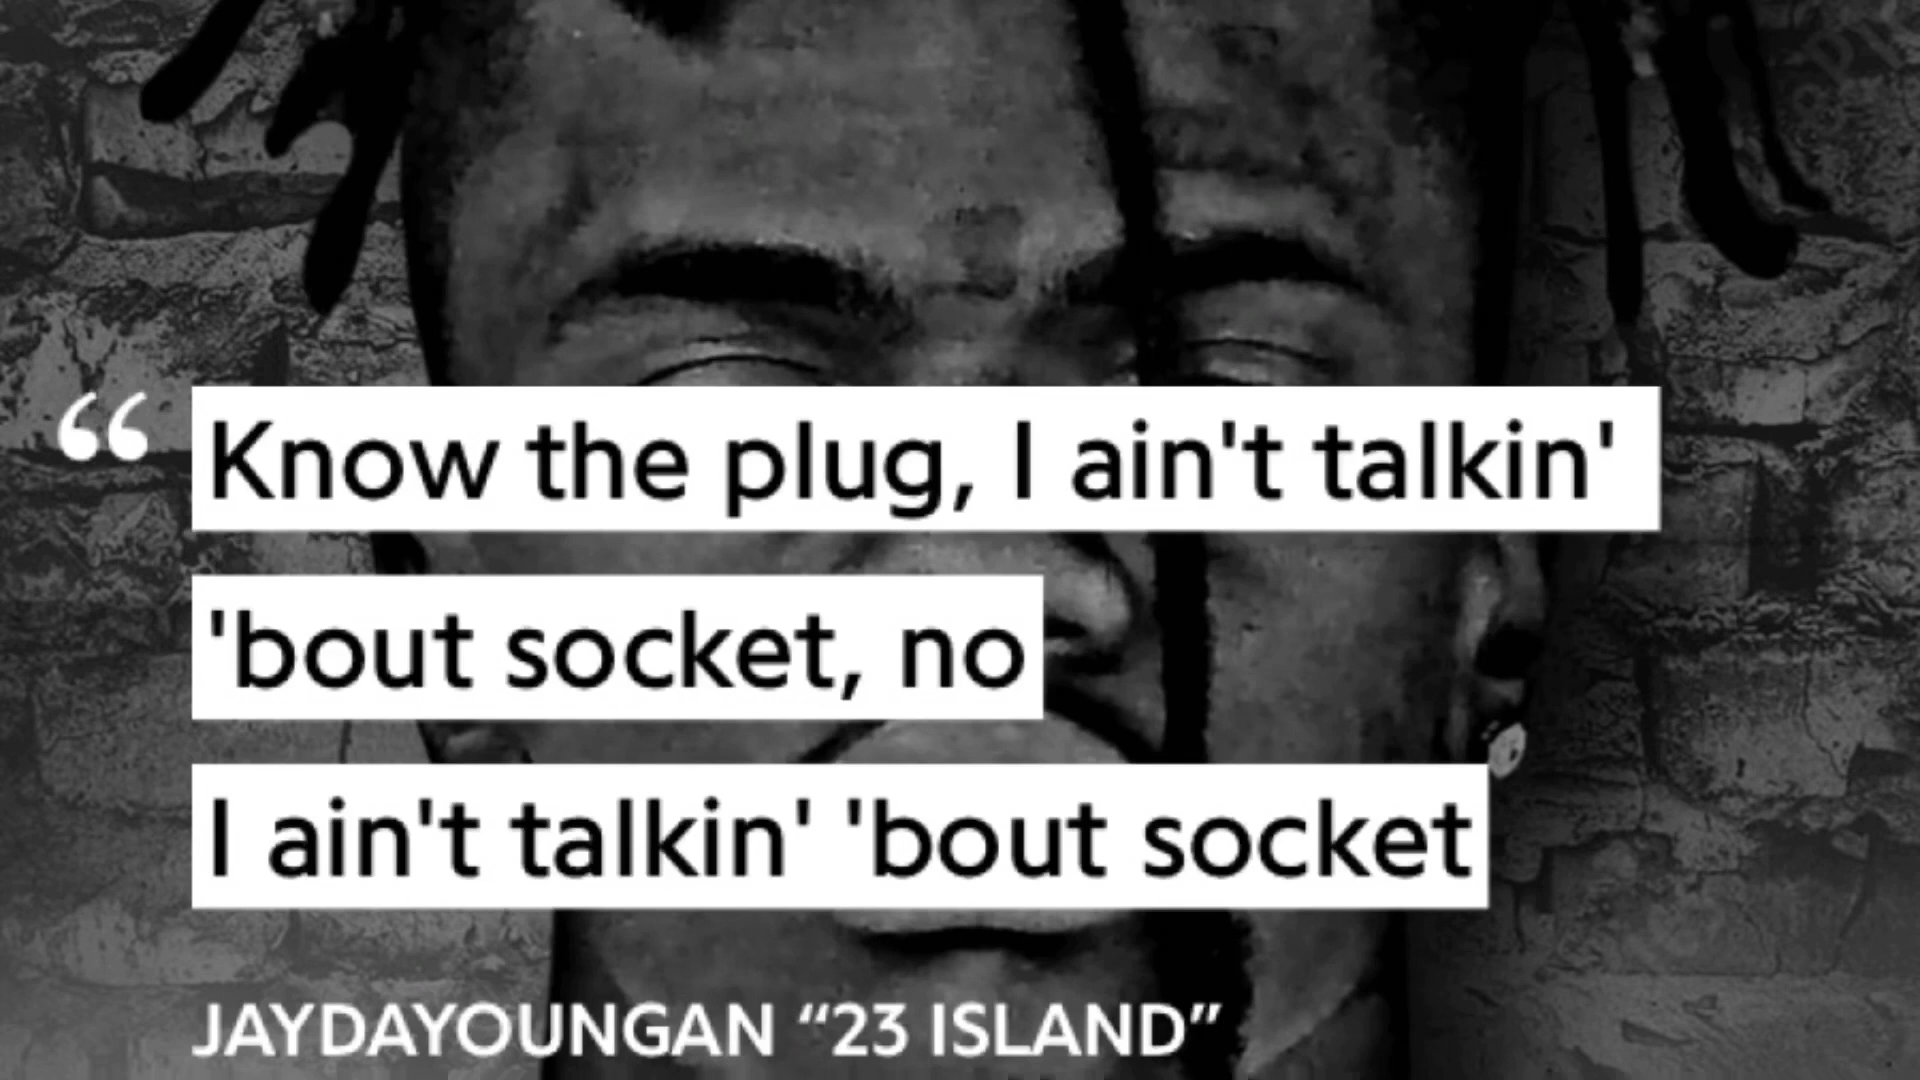 “
Know the plug, I ain't talkin'
'bout socket, no
I ain't talkin' 'bout socket
JAYDAYOUNGAN “23 ISLAND”